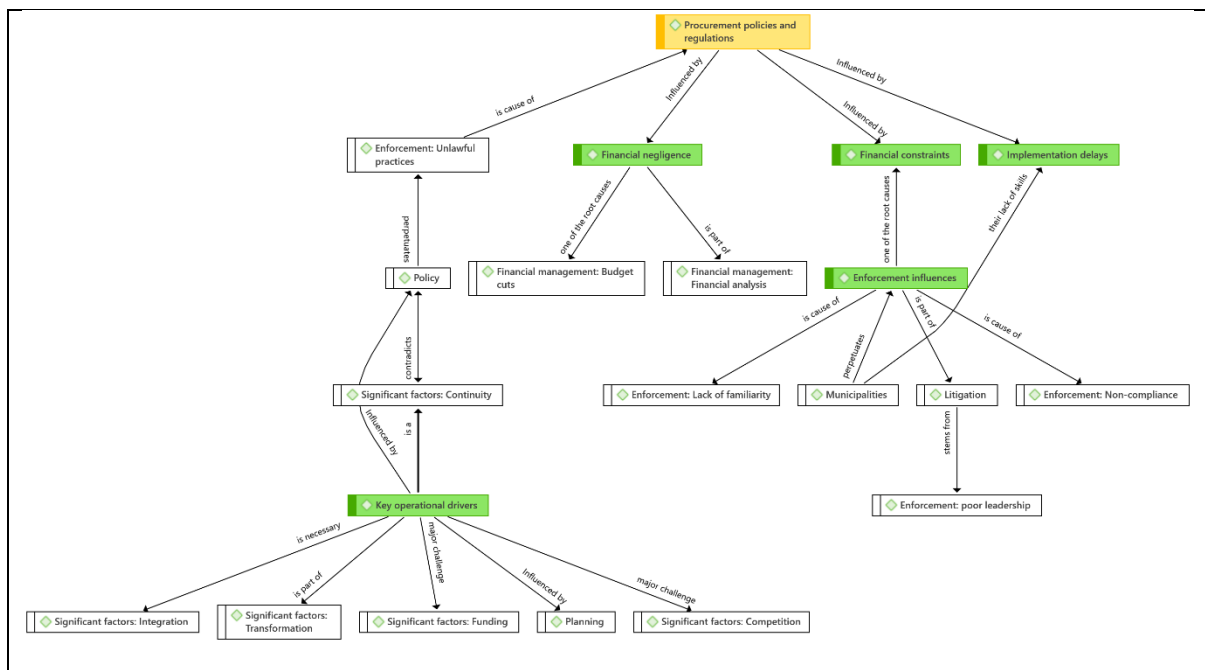 Procurement policies and
regulations
is cause of
Influenced by
Influenced by
Influenced by
Enforcement: Unlawful
practices
Financial negligence
Financial constraints
Implementation delays
perpetuates
one of the root causes
is part of
one of the root causes
their lack of skills
Policy
Financial management: Budget
cuts
Financial management:
Financial analysis
Enforcement influences
contradicts
is cause of
perpetuates
is part of
is cause of
Significant factors: Continuity
Enforcement: Lack of familiarity
Municipalities
Litigation
Enforcement: Non-compliance
Influenced by
is a
stems from
Key operational drivers
Enforcement: poor leadership
is necessary
is part of
major challenge
Influenced by
major challenge
Significant factors: Integration
Significant factors:
Transformation
Significant factors: Funding
Planning
Significant factors: Competition